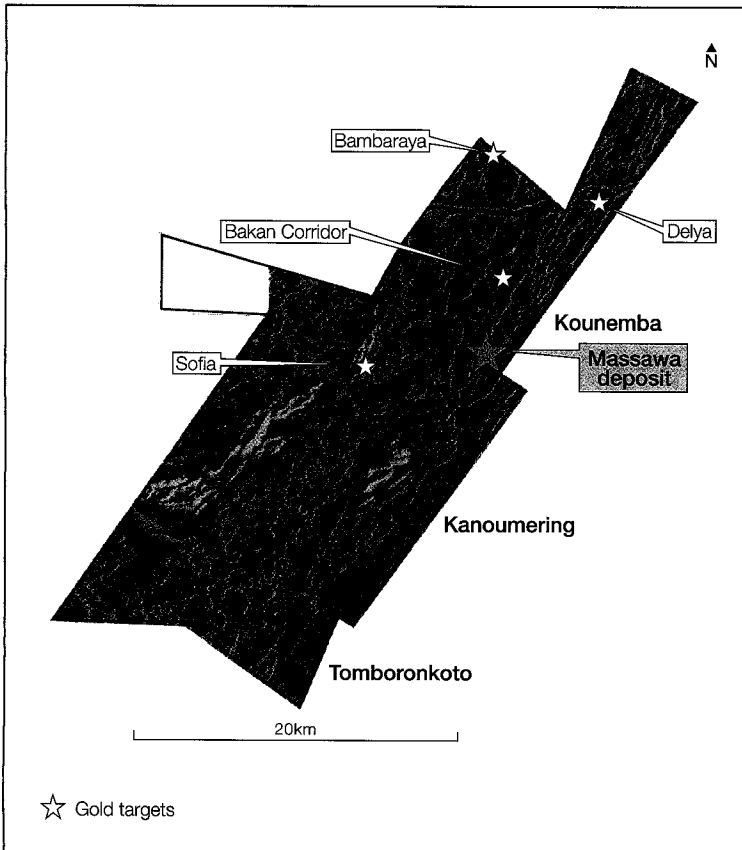 N
Bambaraya
Bakan Corridor
Delya
Kounemba
Sofia
Massawa
deposit
Kanoumering
Tomboronkoto
20km
Gold targets